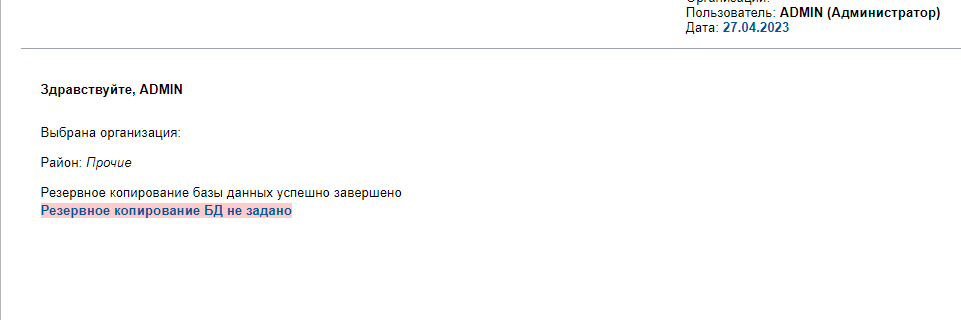 Организация:
Пользователь: ADMIN (Администратор)
Дата: 27.04.2023
Здравствуйте, ADMIN
Выбрана организация:
Район: Прочие
Резервное копирование базы данных успешно завершено
Резервное копирование БД не задано